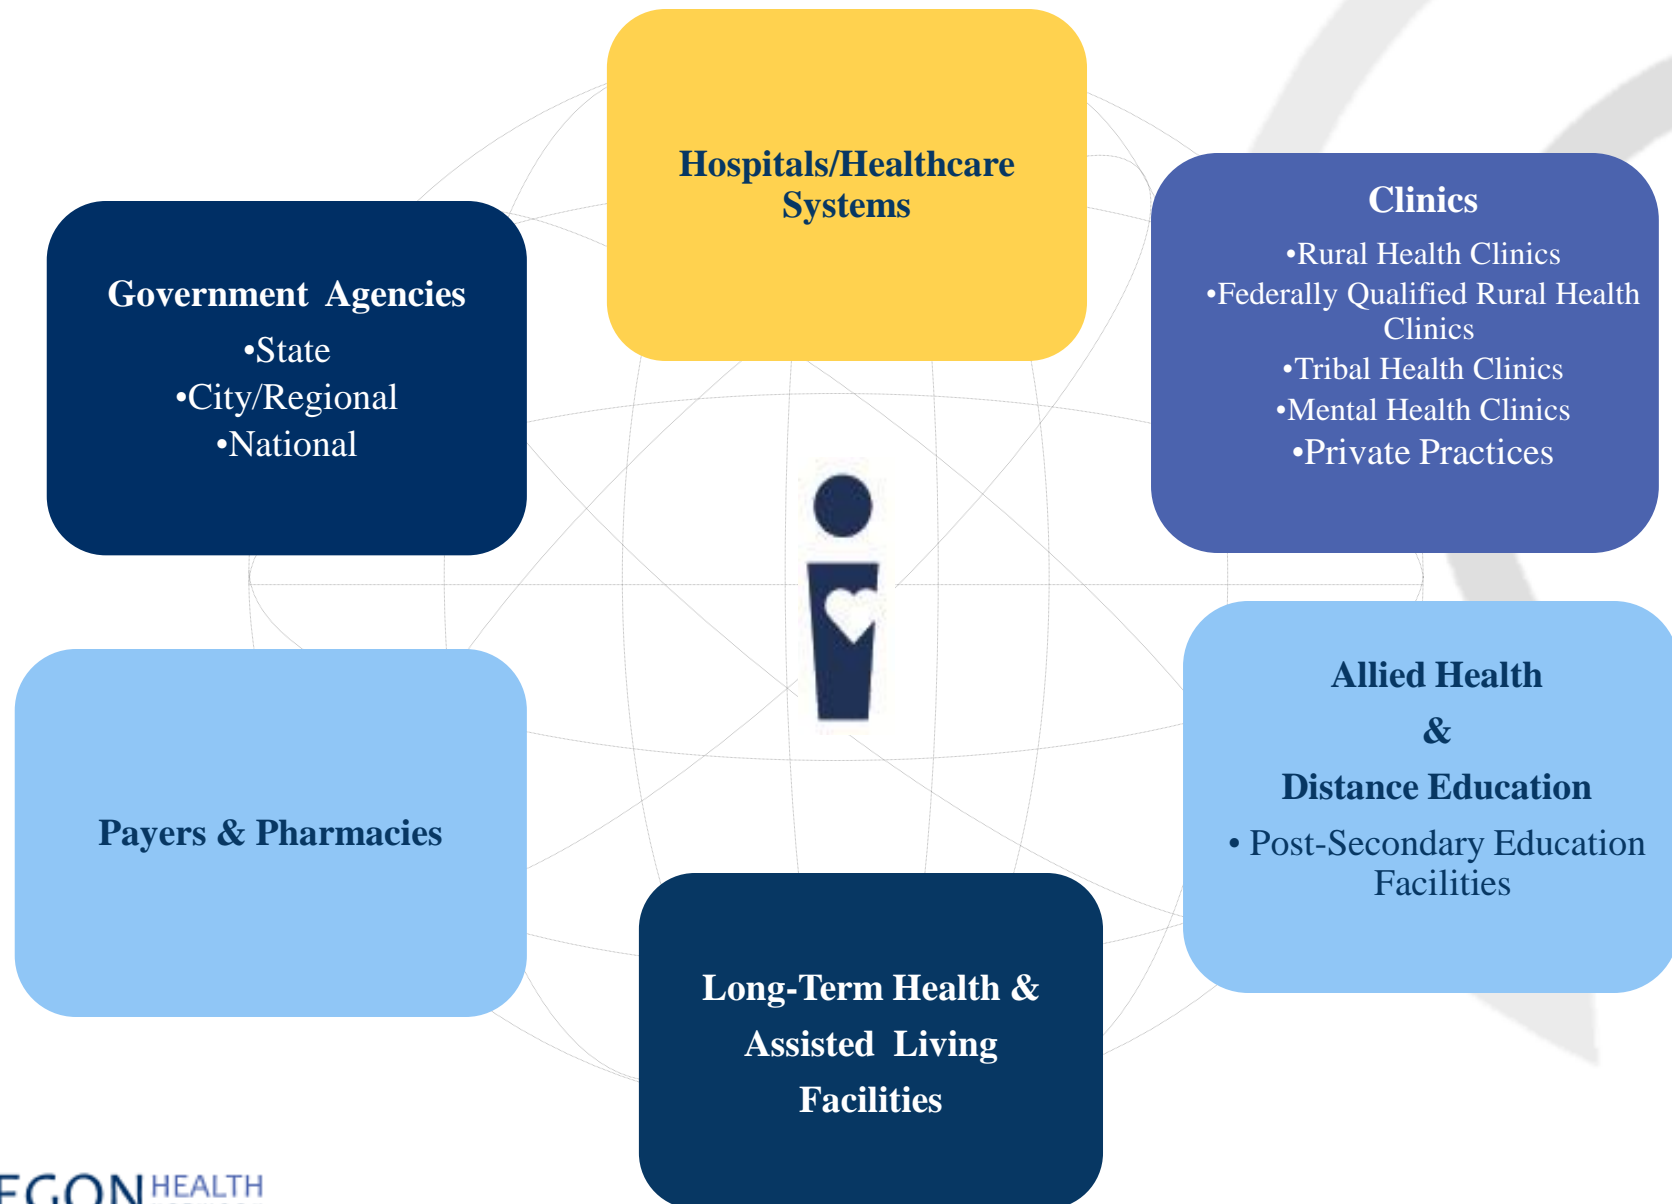 Hospitals/Healthcare
Systems
Clinics
•Rural Health Clinics
•Federally Qualified Rural Health
Clinics
•Tribal Health Clinics
•Mental Health Clinics
•Private Practices
Government Agencies
•State
•City/Regional
•National
Allied Health
&
Distance Education
• Post-Secondary Education
Facilities
Payers & Pharmacies
Long-Term Health &
Assisted Living
Facilities
EGON HEALTH